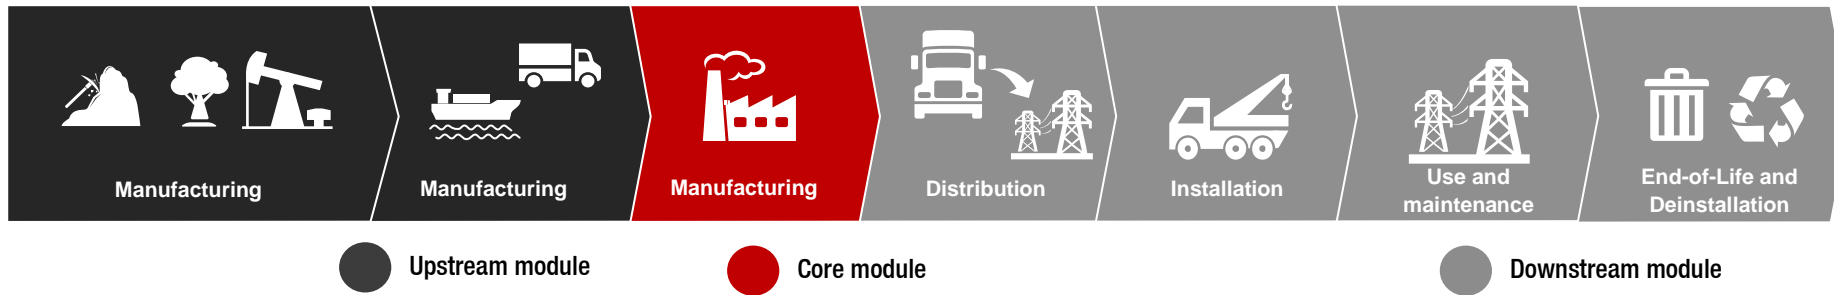 Manufacturing
Manufacturing
Manufacturing
Distribution
Installation
Use and
maintenance
End-of-Life and
Deinstallation
Upstream module
Core module
Downstream module